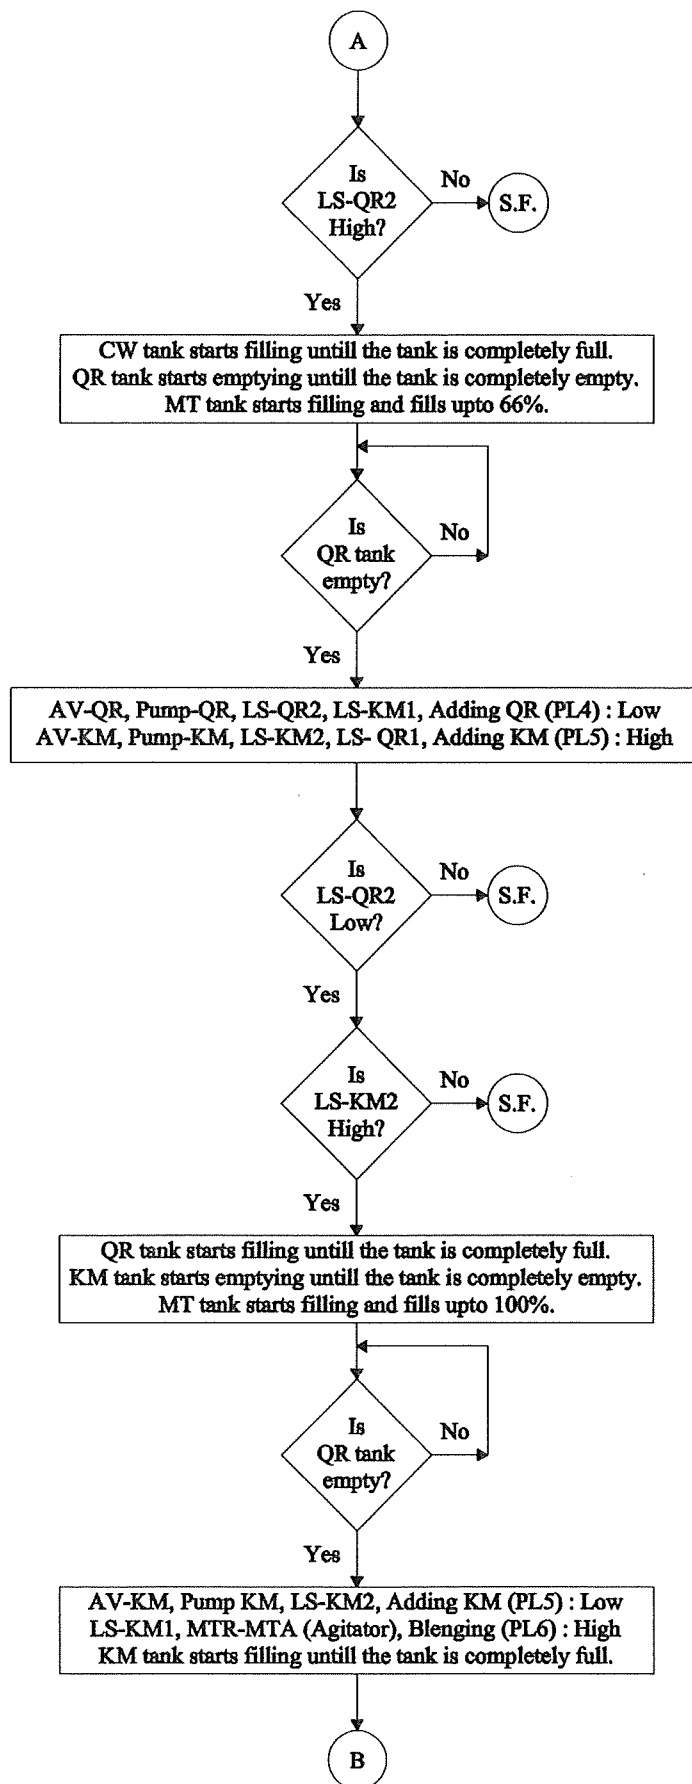 A
Is
LS-QR2
High?
No
S.F.
Yes
CW tank starts filling untill the tank is completely full.
QR tank starts emptying untill the tank is completely empty.
MT tank starts filling and fills upto 66%.
Is
QR tank
empty?
No
Yes
AV-QR, Pump-QR, LS-QR2, LS-KM1, Adding QR (PL4) : Low
AV-KM, Pump-KM, LS-KM2, LS- QR1, Adding KM (PL5) : High
Is
LS-QR2
Low?
No
S.F.
Yes
Is
LS-KM2
High?
No
S.F.
Yes
QR tank starts filling untill the tank is completely full.
KM tank starts emptying untill the tank is completely empty.
MT tank starts filling and fills upto 100%.
Is
QR tank
empty?
No
Yes
AV-KM, Pump KM, LS-KM2, Adding KM (PL5) : Low
LS-KM1, MTR-MTA (Agitator), Blenging (PL6) : High
KM tank starts filling untill the tank is completely full.
B